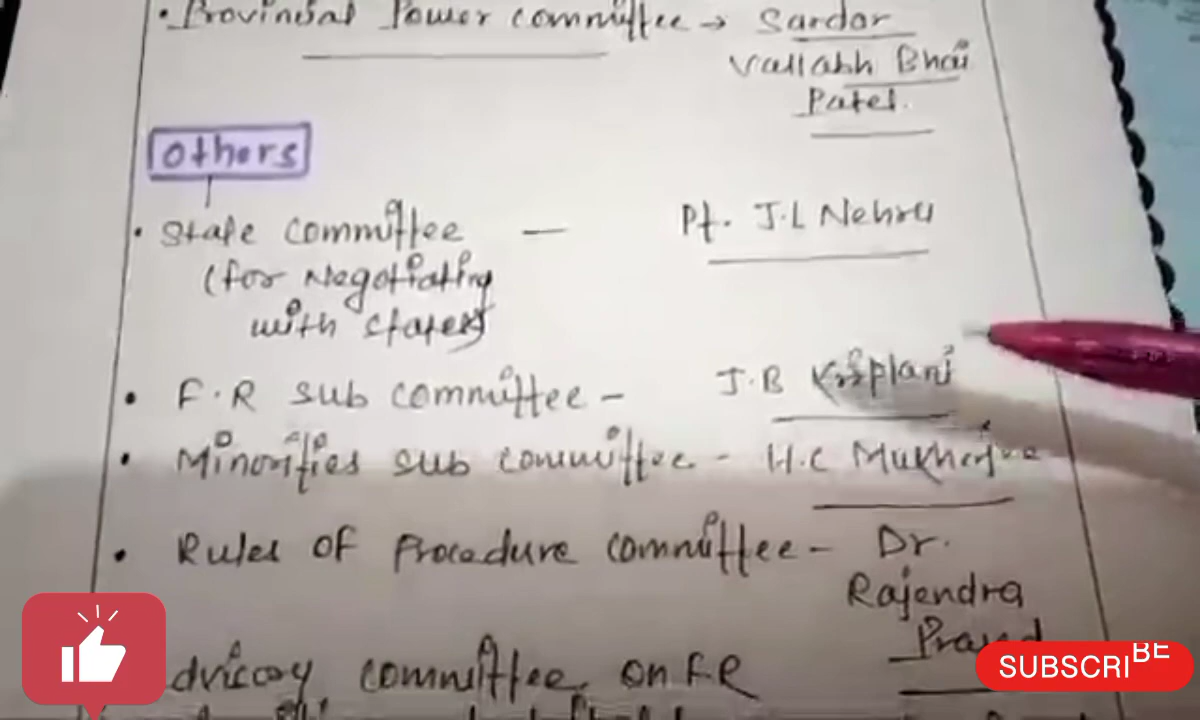 • Provincial Power committee → Sardar
Vallabh Bhai
Patel.
Others
• State committee — Pt. J.L Nehru
(for Negotiating
with states)
• F.R sub committee - J.B Kriplani
• Minorities sub committee - H.C Mukherjee
• Rules of Procedure committee - Dr.
Rajendra
Prasad
committee on FR
SUBSCRIBE